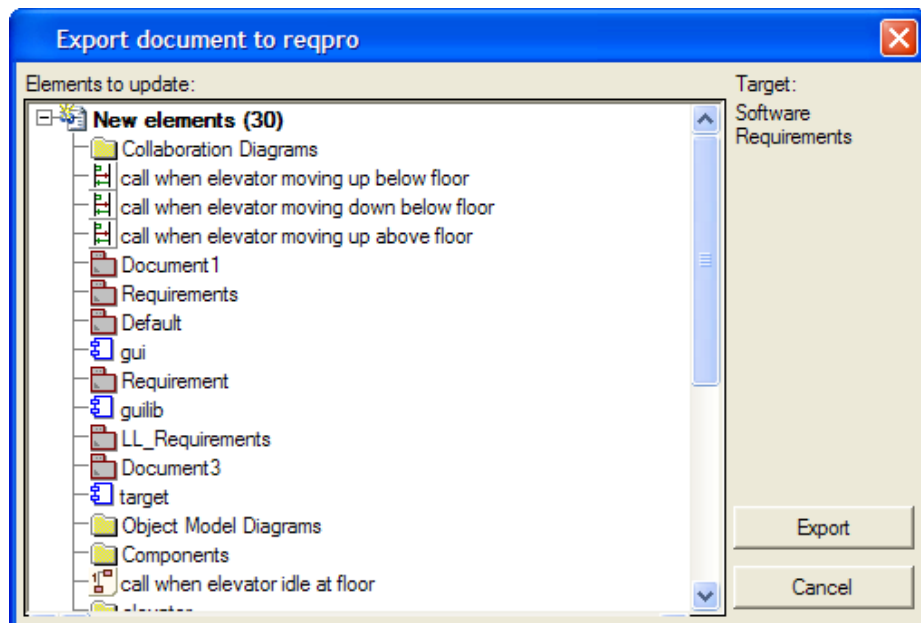 Export document to reqpro
Elements to update:
Target:
Software
Requirements
New elements (30)
Collaboration Diagrams
call when elevator moving up below floor
call when elevator moving down below floor
call when elevator moving up above floor
Document1
Requirements
Default
gui
Requirement
guilib
LL_Requirements
Document3
target
Object Model Diagrams
Components
call when elevator idle at floor
elevator
Export
Cancel